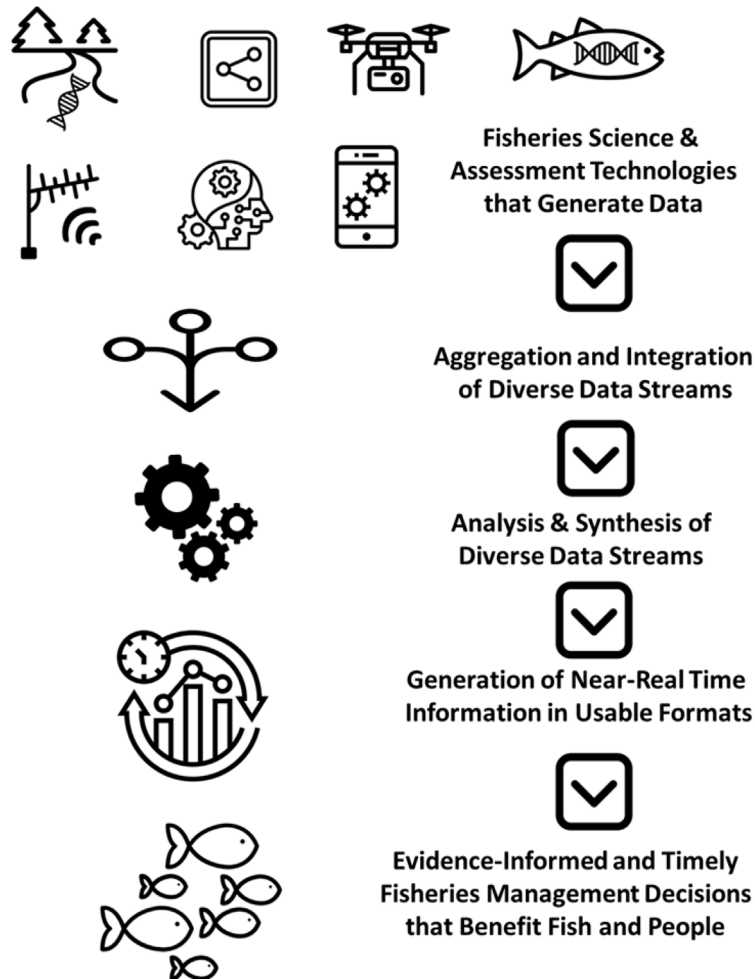 Fisheries Science &
Assessment Technologies
that Generate Data
Aggregation and Integration
of Diverse Data Streams
Analysis & Synthesis of
Diverse Data Streams
Generation of Near-Real Time
Information in Usable Formats
Evidence-Informed and Timely
Fisheries Management Decisions
that Benefit Fish and People